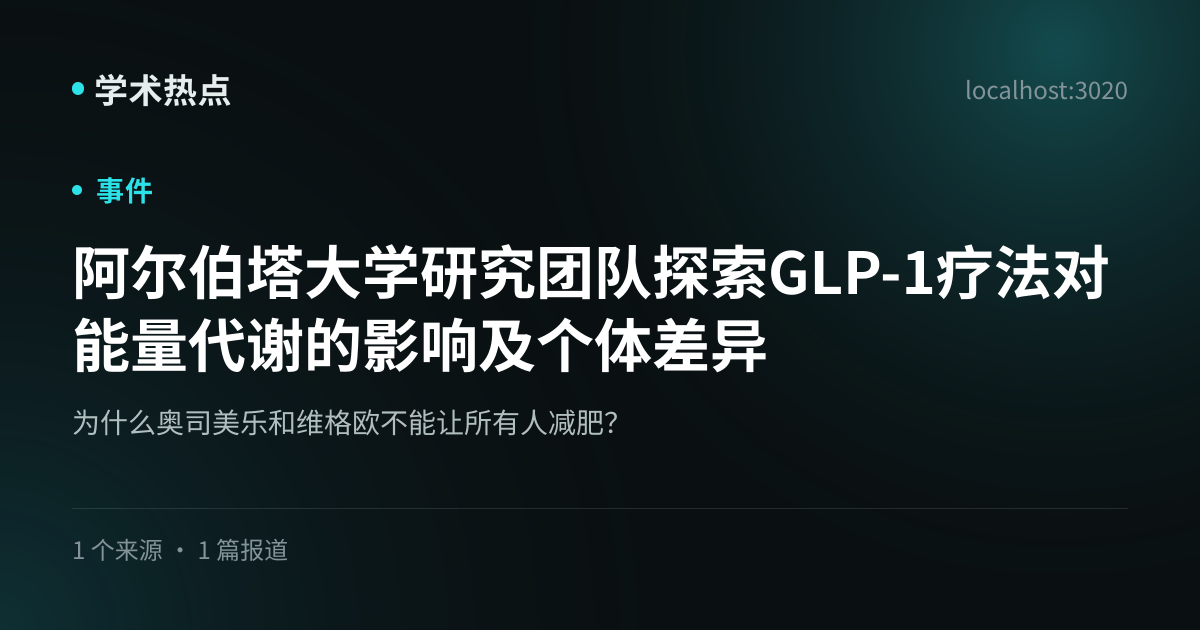 学术热点
localhost:3020
事件
阿尔伯塔大学研究团队探索GLP-1疗法对
能量代谢的影响及个体差异
为什么奥司美乐和维格欧不能让所有人减肥?
1 个来源 · 1 篇报道